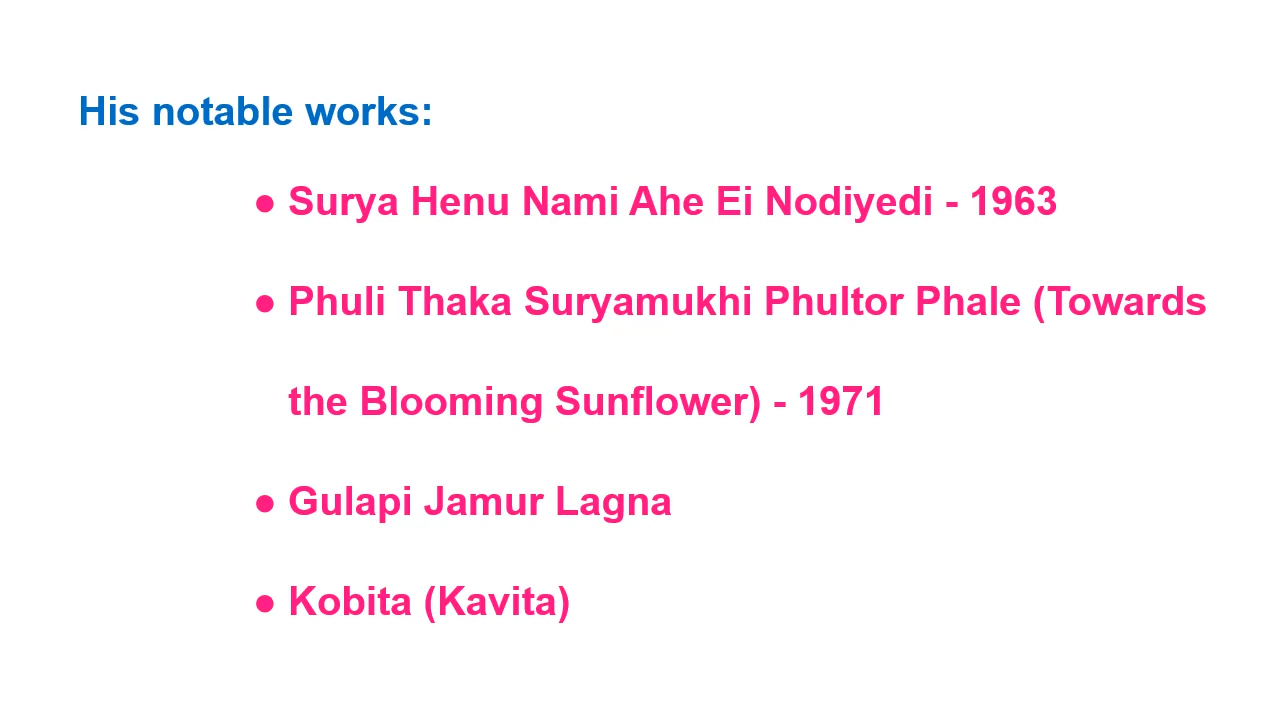 His notable works:
● Surya Henu Nami Ahe Ei Nodiyedi - 1963
● Phuli Thaka Suryamukhi Phultor Phale (Towards
the Blooming Sunflower) - 1971
● Gulapi Jamur Lagna
● Kobita (Kavita)